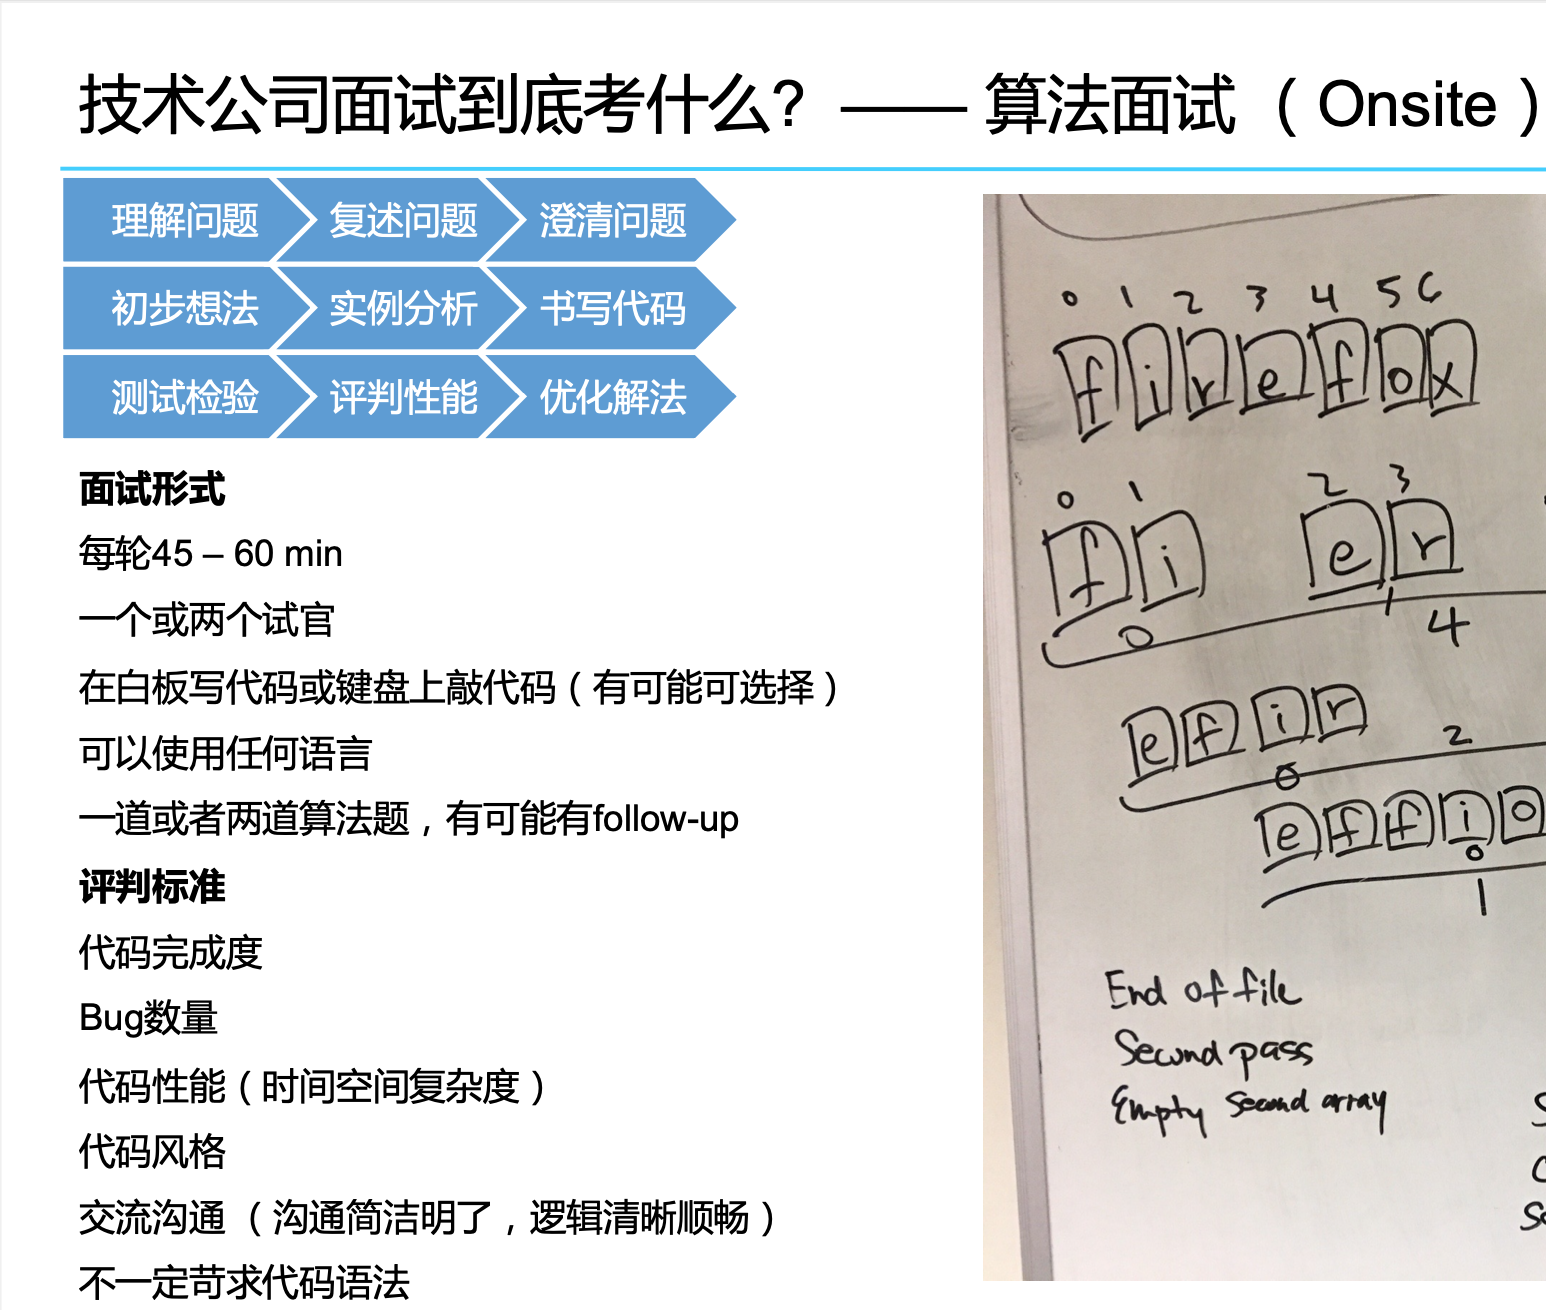 技术公司面试到底考什么？—— 算法面试 （Onsite）
理解问题 复述问题 澄清问题
初步想法 实例分析 书写代码
测试检验 评判性能 优化解法
面试形式
每轮45 – 60 min
一个或两个试官
在白板写代码或键盘上敲代码（有可能可选择）
可以使用任何语言
一道或者两道算法题，有可能有follow-up
评判标准
代码完成度
Bug数量
代码性能（时间空间复杂度）
代码风格
交流沟通 （沟通简洁明了，逻辑清晰顺畅）
不一定苛求代码语法
0 1 2 3 4 5 6
f i r e f o x
0 1 2 3
f i e r
0 1 4
e f i r
0 2
e f f i o
0
1
End of file
Second pass
Empty second array